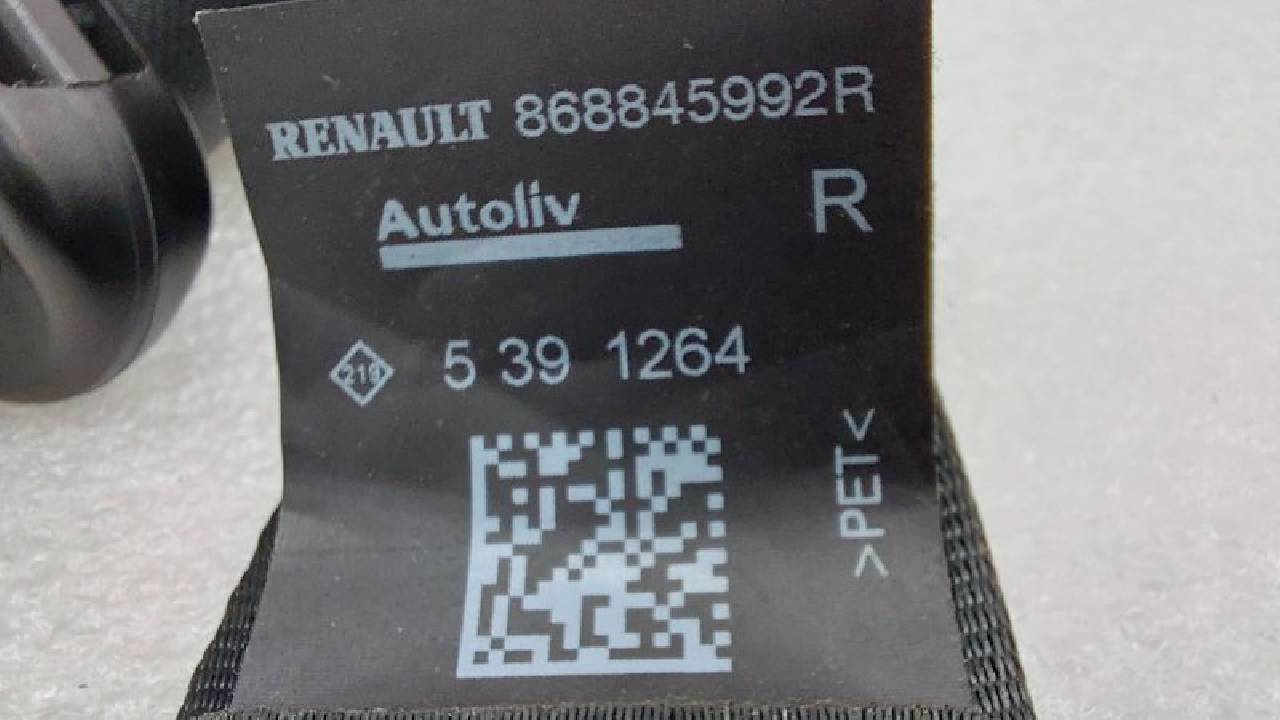 RENAULT 868845992R
Autoliv R
219 5 39 1264
>PET<